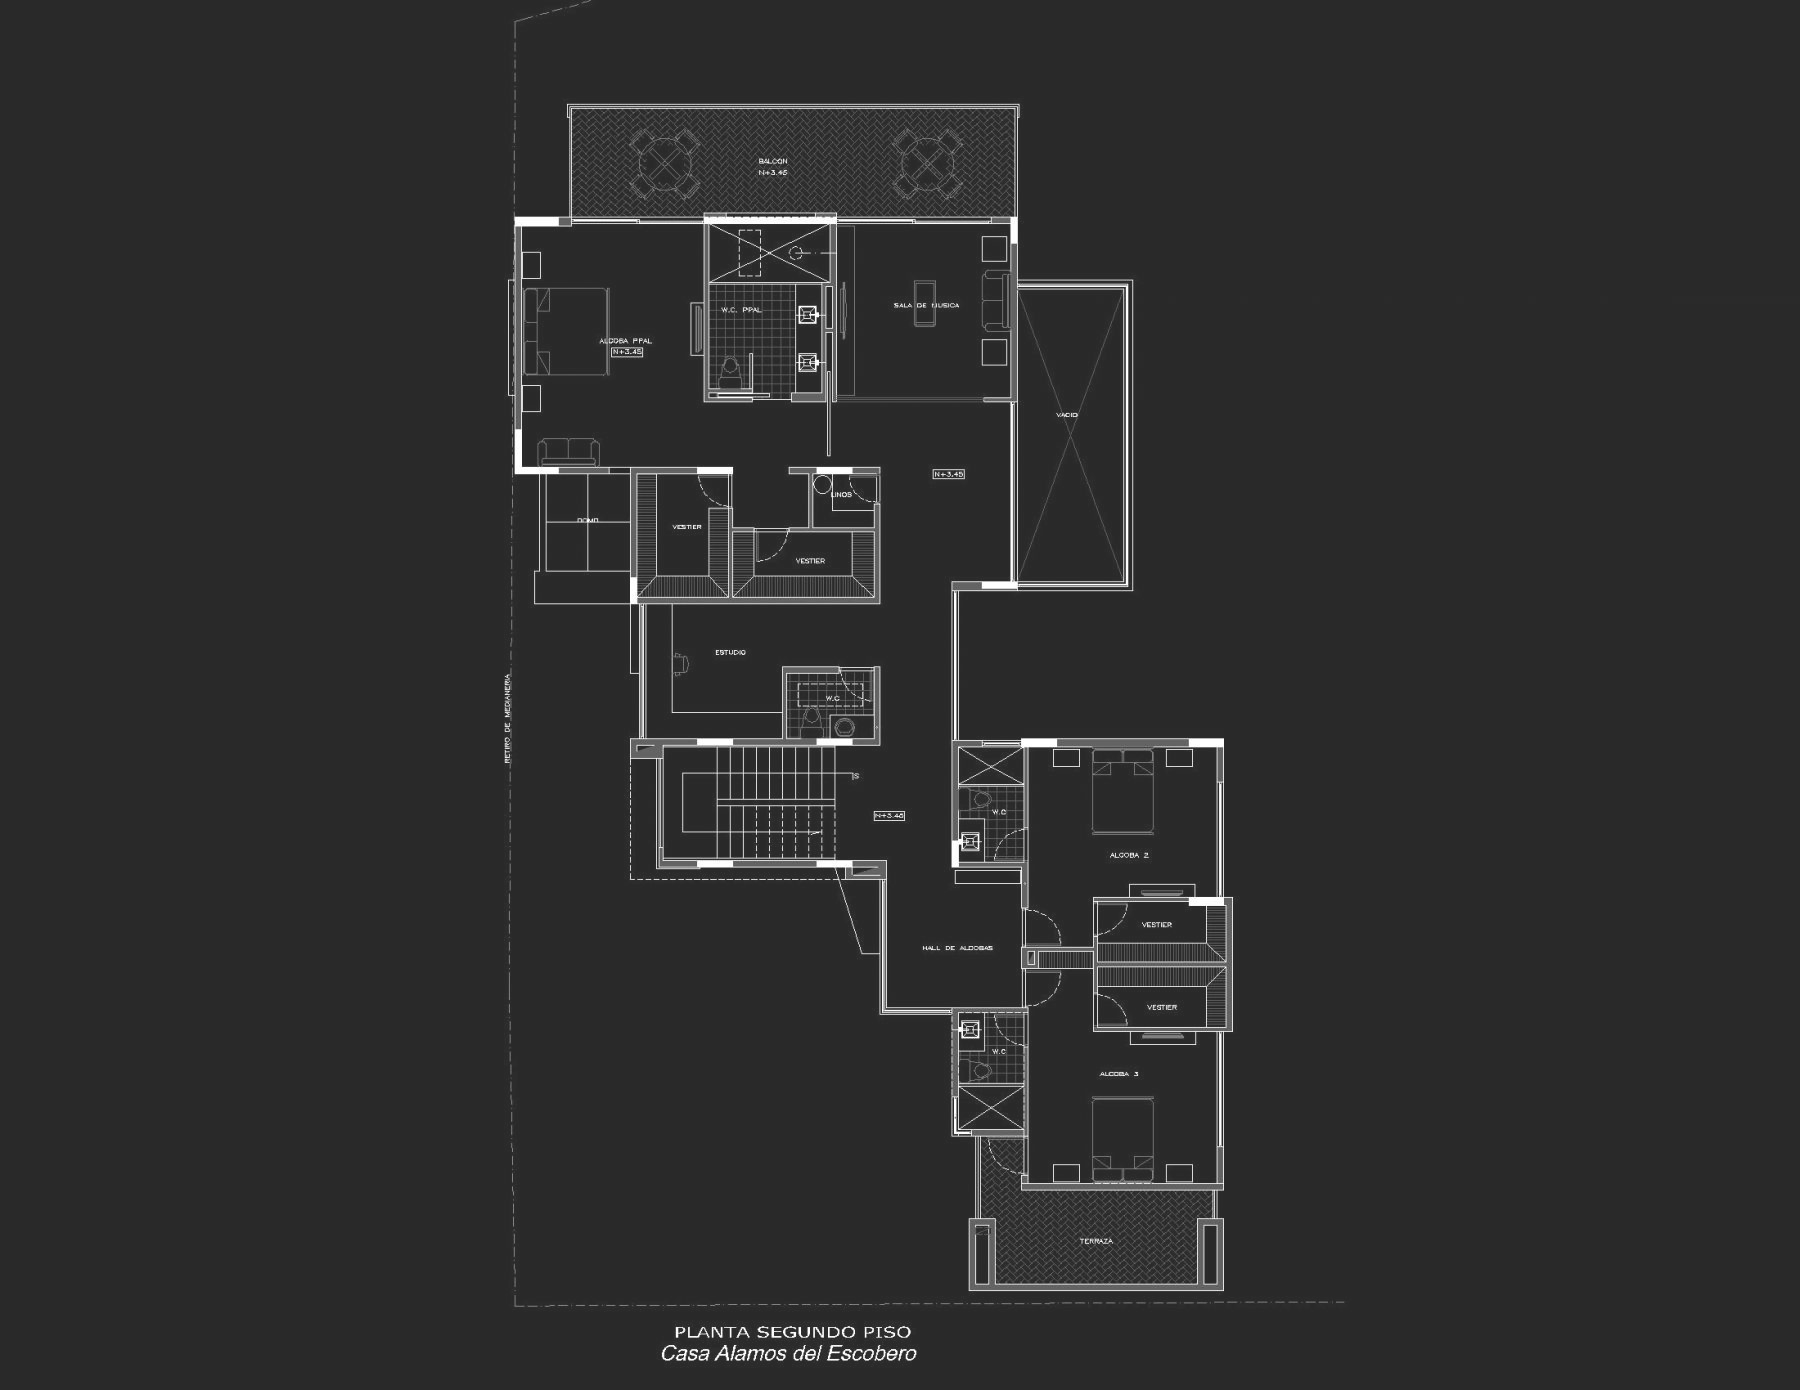 BALCON
N+3.45
W.C. PPAL
SALA DE MUSICA
ALCOBA PPAL
N+3.45
VACIO
N+3.45
LINOS
DOMO
VESTIER
VESTIER
ESTUDIO
RETIRO DE MEDIANERIA
W.C
S
N+3.45
W.C
ALCOBA 2
VESTIER
HALL DE ALCOBAS
VESTIER
W.C
ALCOBA 3
TERRAZA
PLANTA SEGUNDO PISO
Casa Alamos del Escobero